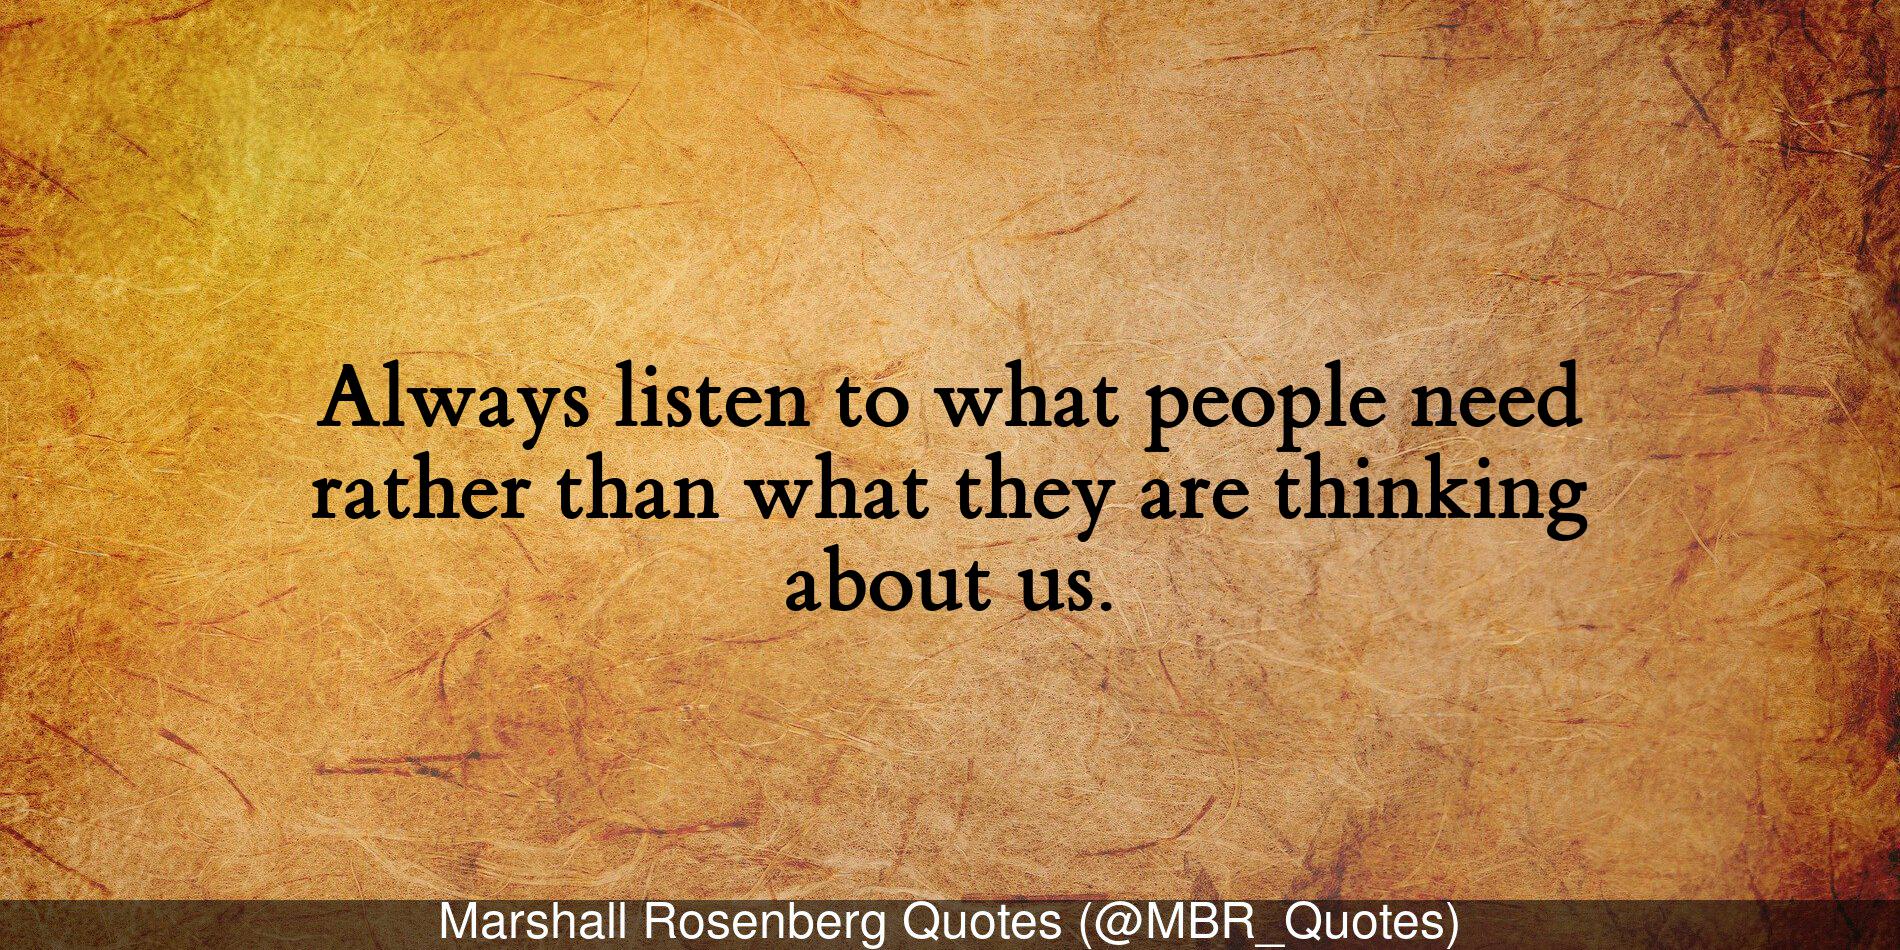 Always listen to what people need
rather than what they are thinking
about us.
Marshall Rosenberg Quotes (@MBR_Quotes)